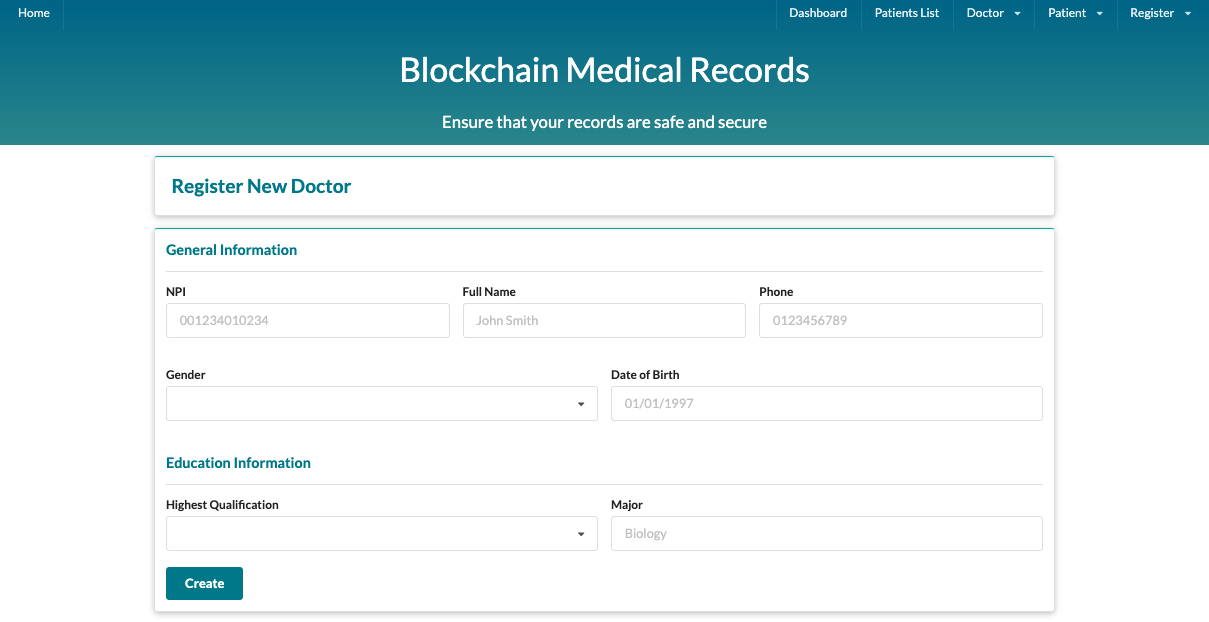 Home Dashboard Patients List Doctor Patient Register
Blockchain Medical Records
Ensure that your records are safe and secure
Register New Doctor
General Information
NPI Full Name Phone
001234010234 John Smith 0123456789
Gender Date of Birth
01/01/1997
Education Information
Highest Qualification Major
Biology
Create